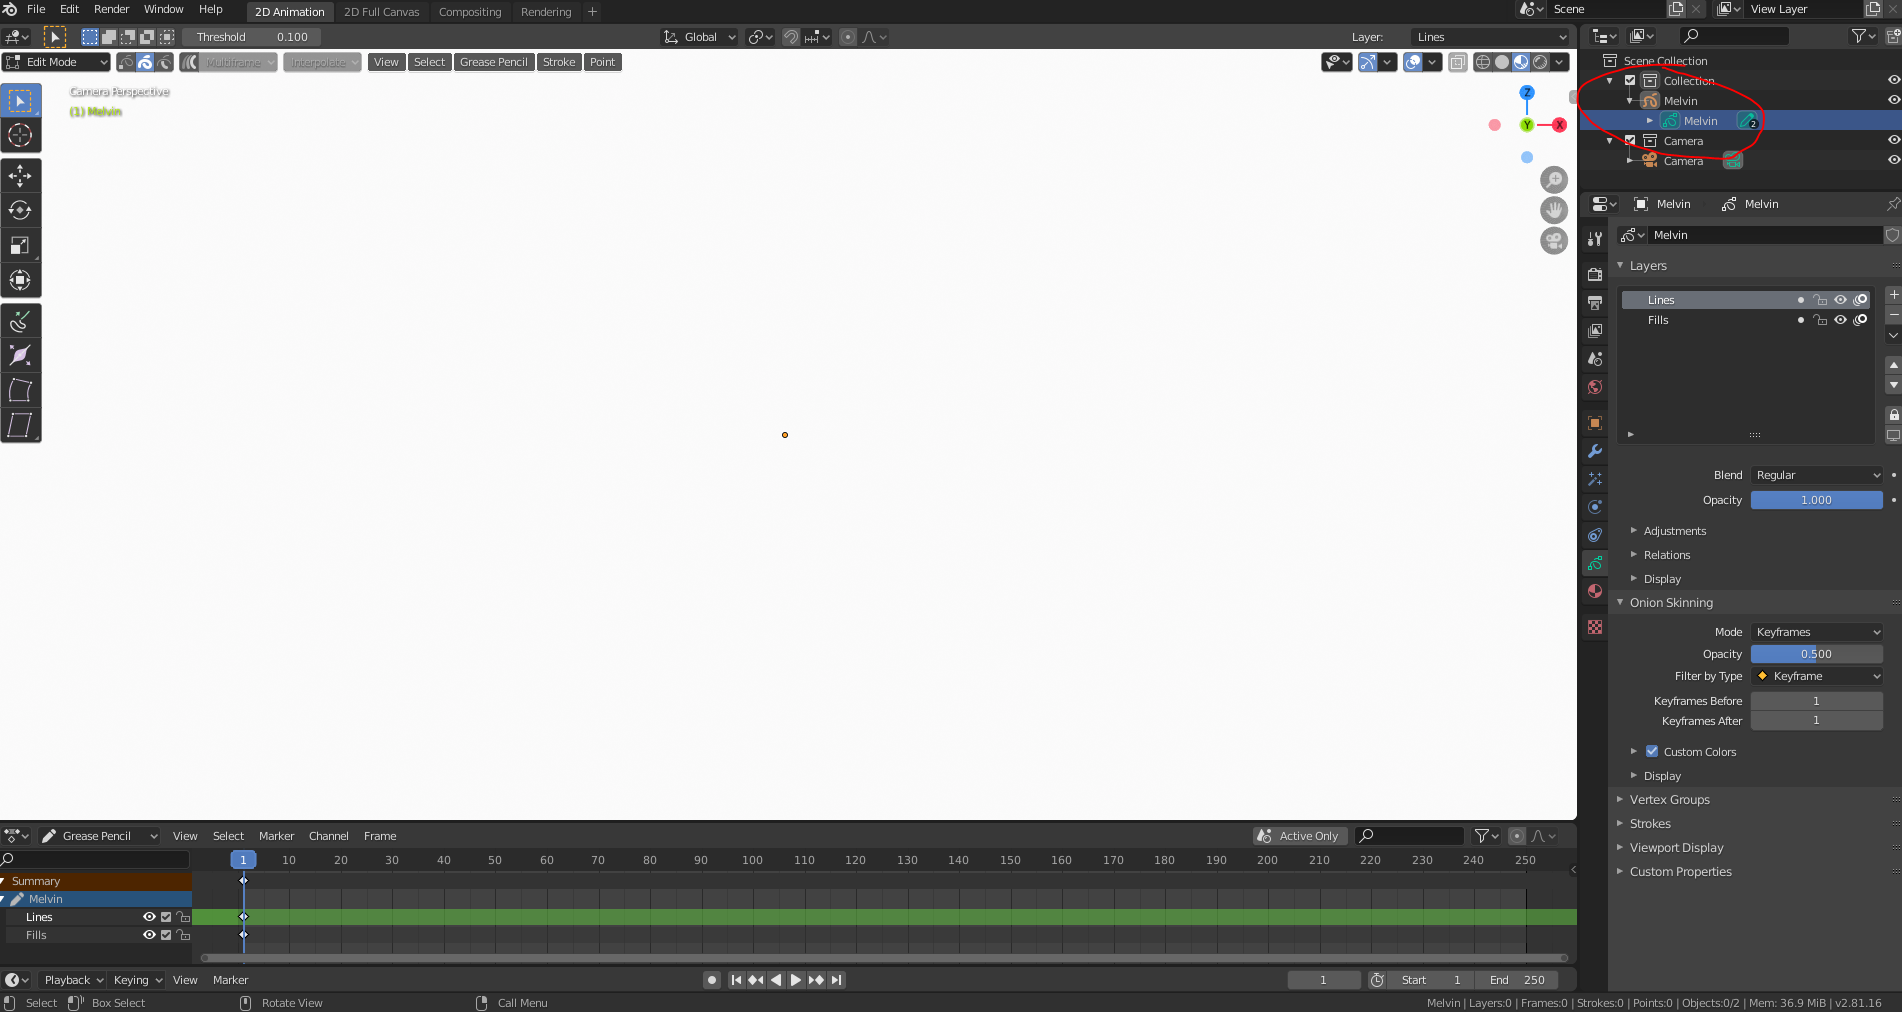 File Edit Render Window Help 2D Animation 2D Full Canvas Compositing Rendering + Scene View Layer
Threshold 0.100 Global Layer: Lines
Edit Mode Multiframe Interpolate View Select Grease Pencil Stroke Point
Camera Perspective
(1) Melvin
Z
Y
X
Scene Collection
Collection
Melvin
Melvin 2
Camera
Camera
Melvin Melvin
Melvin
Layers
Lines
Fills
Blend Regular
Opacity 1.000
Adjustments
Relations
Display
Onion Skinning
Mode Keyframes
Opacity 0.500
Filter by Type Keyframe
Keyframes Before 1
Keyframes After 1
Custom Colors
Display
Vertex Groups
Strokes
Viewport Display
Custom Properties
Grease Pencil View Select Marker Channel Frame Active Only
1 10 20 30 40 50 60 70 80 90 100 110 120 130 140 150 160 170 180 190 200 210 220 230 240 250
Summary
Melvin
Lines
Fills
Playback Keying View Marker 1 Start 1 End 250
Select Box Select Rotate View Call Menu Melvin | Layers:0 | Frames:0 | Strokes:0 | Points:0 | Objects:0/2 | Mem: 36.9 MiB | v2.81.16